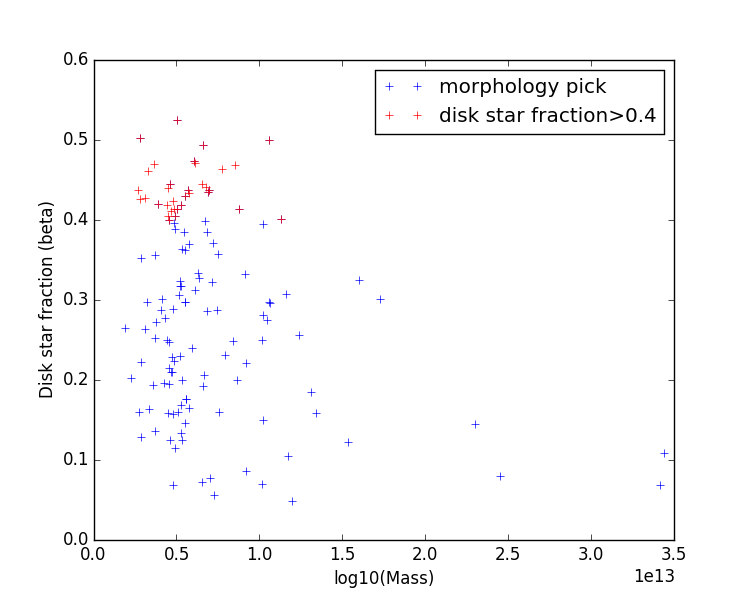 0.6
morphology pick
disk star fraction>0.4
0.5
0.4
0.3
0.2
0.1
0.0
Disk star fraction (beta)
0.0 0.5 1.0 1.5 2.0 2.5 3.0 3.5
log10(Mass) 1e13